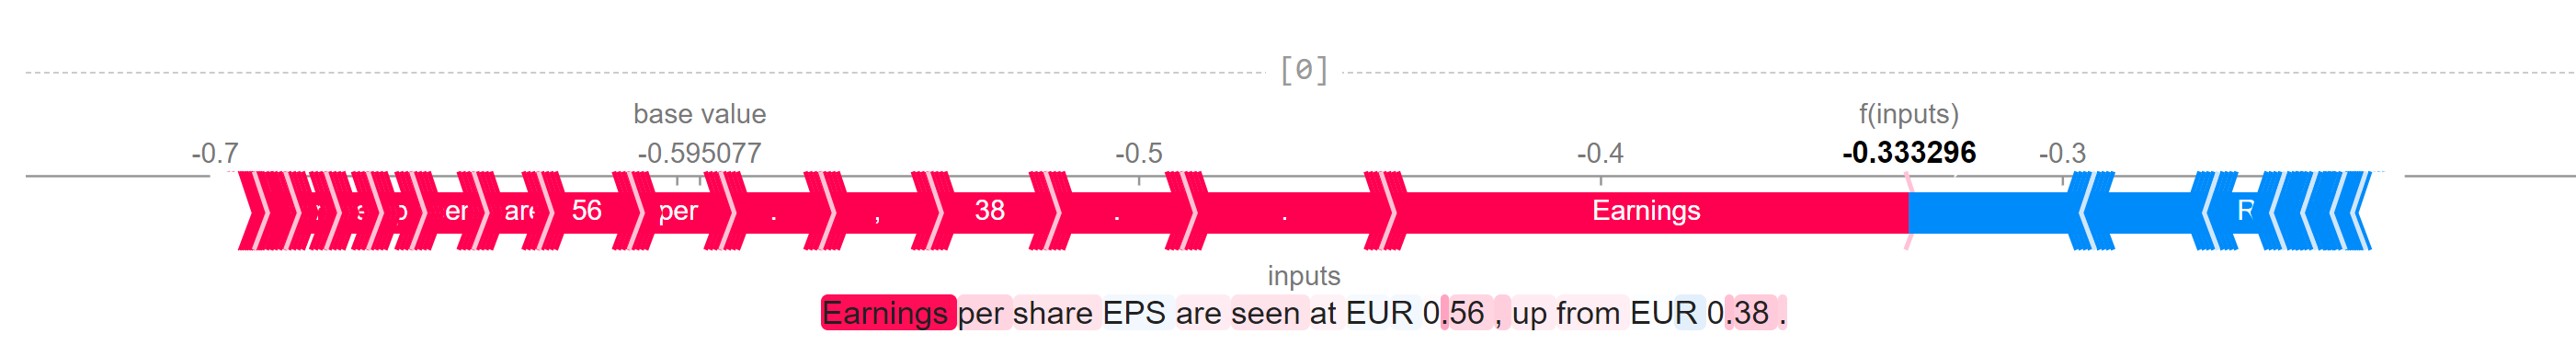 [0]
base value f(inputs)
-0.7 -0.595077 -0.5 -0.4 -0.333296 -0.3
er are 56 per . , 38 . . Earnings R
inputs
Earnings per share EPS are seen at EUR 0.56 , up from EUR 0.38 .